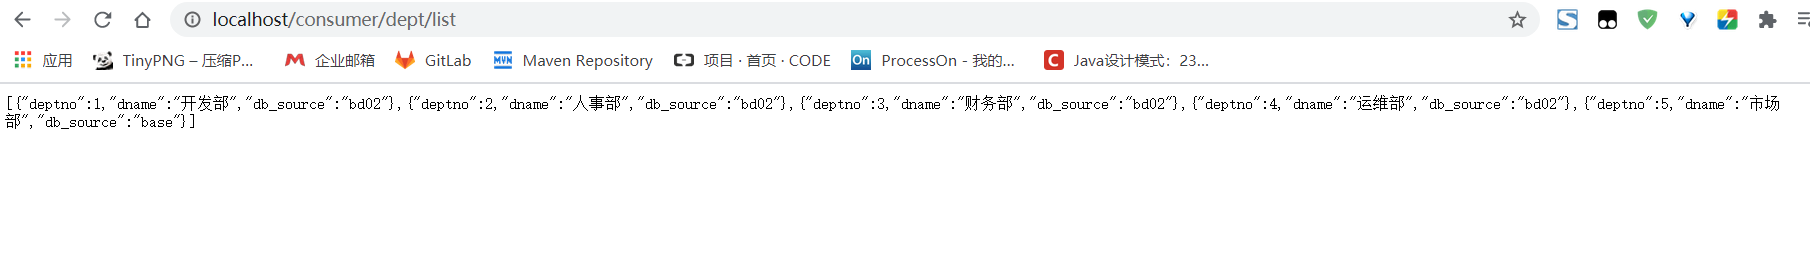 localhost/consumer/dept/list
应用 TinyPNG – 压缩P... 企业邮箱 GitLab MVN Maven Repository 项目 · 首页 · CODE On ProcessOn - 我的... C Java设计模式：23...
[{"deptno":1,"dname":"开发部","db_source":"bd02"},{"deptno":2,"dname":"人事部","db_source":"bd02"},{"deptno":3,"dname":"财务部","db_source":"bd02"},{"deptno":4,"dname":"运维部","db_source":"bd02"},{"deptno":5,"dname":"市场
部","db_source":"base"}]